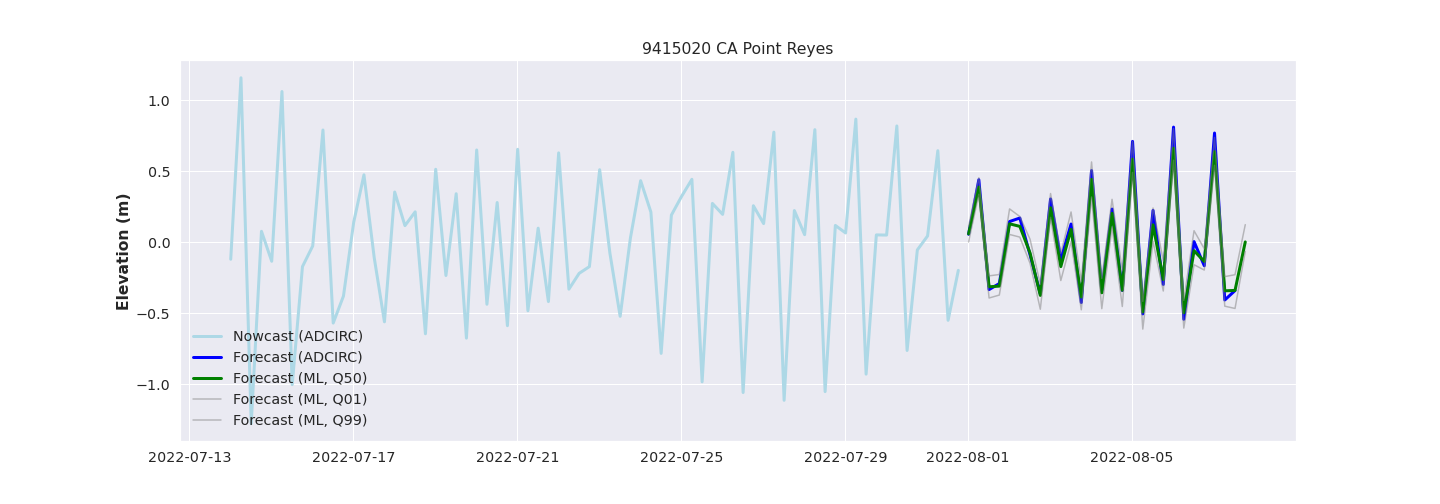 9415020 CA Point Reyes
Elevation (m)
1.0
0.5
0.0
−0.5
−1.0
Nowcast (ADCIRC)
Forecast (ADCIRC)
Forecast (ML, Q50)
Forecast (ML, Q01)
Forecast (ML, Q99)
2022-07-13 2022-07-17 2022-07-21 2022-07-25 2022-07-29 2022-08-01 2022-08-05